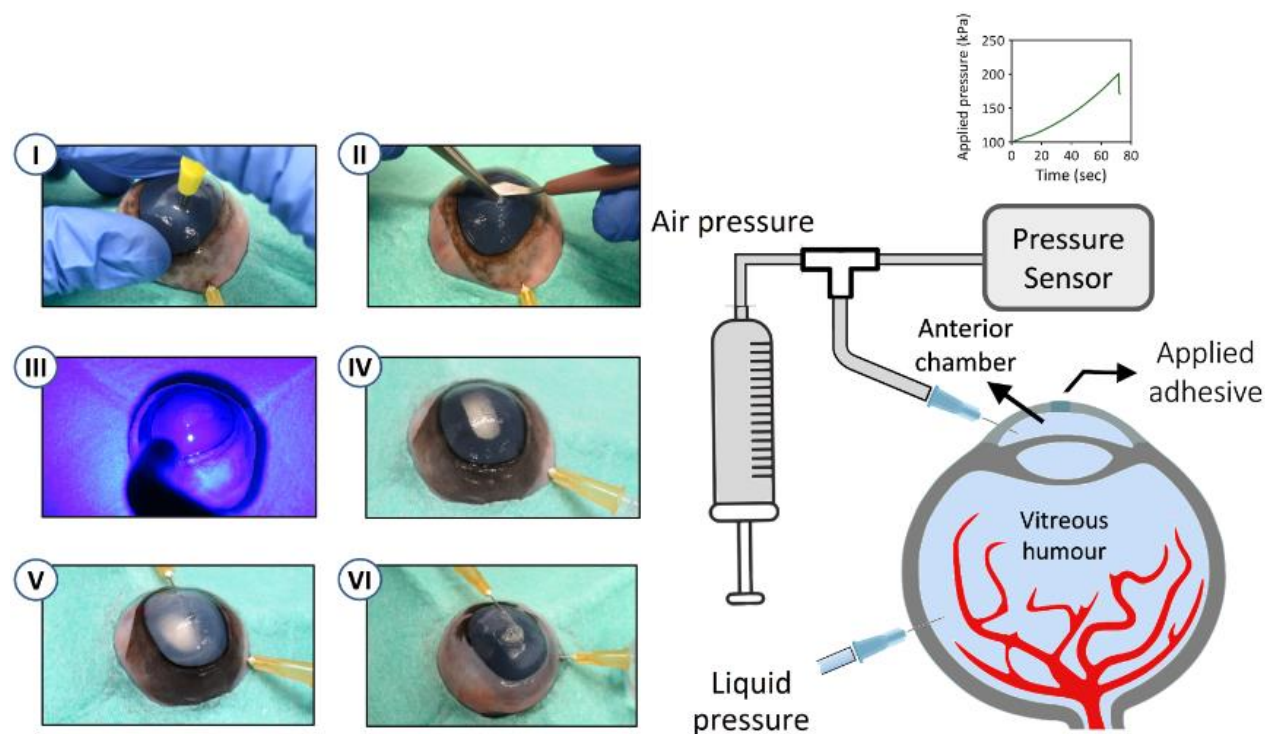 I
II
III
IV
V
VI
Applied pressure (kPa)
250
200
150
100
0
20
40
60
80
Time (sec)
Air pressure
Pressure
Sensor
Anterior
chamber
Applied
adhesive
Vitreous
humour
Liquid
pressure